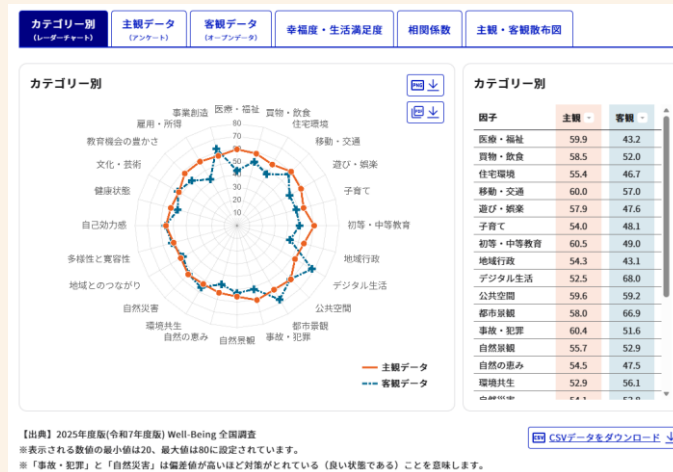 カテゴリー別
(レーダーチャート)
主観データ
(アンケート)
客観データ
(オープンデータ)
幸福度・生活満足度
相関係数
主観・客観散布図
カテゴリー別
PNG
PDF
医療・福祉
買物・飲食
住宅環境
移動・交通
遊び・娯楽
子育て
初等・中等教育
地域行政
デジタル生活
公共空間
都市景観
事故・犯罪
自然景観
自然の恵み
環境共生
自然災害
地域とのつながり
多様性と寛容性
自己効力感
健康状態
文化・芸術
教育機会の豊かさ
雇用・所得
事業創造
80
70
60
50
40
30
20
10
主観データ
客観データ
カテゴリー別
因子 主観 客観
医療・福祉 59.9 43.2
買物・飲食 58.5 52.0
住宅環境 55.4 46.7
移動・交通 60.0 57.0
遊び・娯楽 57.9 47.6
子育て 54.0 48.1
初等・中等教育 60.5 49.0
地域行政 54.3 43.1
デジタル生活 52.5 68.0
公共空間 59.6 59.2
都市景観 58.0 66.9
事故・犯罪 60.4 51.6
自然景観 55.7 52.9
自然の恵み 54.5 47.5
環境共生 52.9 56.1
【出典】2025年度版(令和7年度版) Well-Being 全国調査
※表示される数値の最小値は20、最大値は80に設定されています。
※「事故・犯罪」と「自然災害」は偏差値が高いほど対策がとれている（良い状態である）ことを意味します。
CSV CSVデータをダウンロード